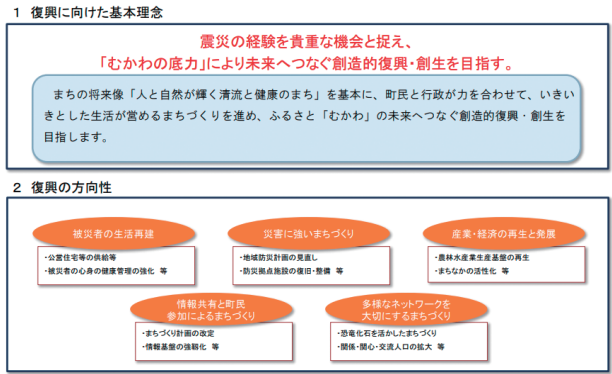 1 復興に向けた基本理念
震災の経験を貴重な機会と捉え、
「むかわの底力」により未来へつなぐ創造的復興・創生を目指す。
まちの将来像「人と自然が輝く清流と健康のまち」を基本に、町民と行政が力を合わせて、いきい
きとした生活が営めるまちづくりを進め、ふるさと「むかわ」の未来へつなぐ創造的復興・創生を
目指します。
2 復興の方向性
被災者の生活再建
・公営住宅等の供給等
・被災者の心身の健康管理の強化 等
災害に強いまちづくり
・地域防災計画の見直し
・防災拠点施設の復旧・整備 等
産業・経済の再生と発展
・農林水産業生産基盤の再生
・まちなかの活性化 等
情報共有と町民
参加によるまちづくり
・まちづくり計画の改定
・情報基盤の強靱化 等
多様なネットワークを
大切にするまちづくり
・恐竜化石を活かしたまちづくり
・関係・関心・交流人口の拡大 等